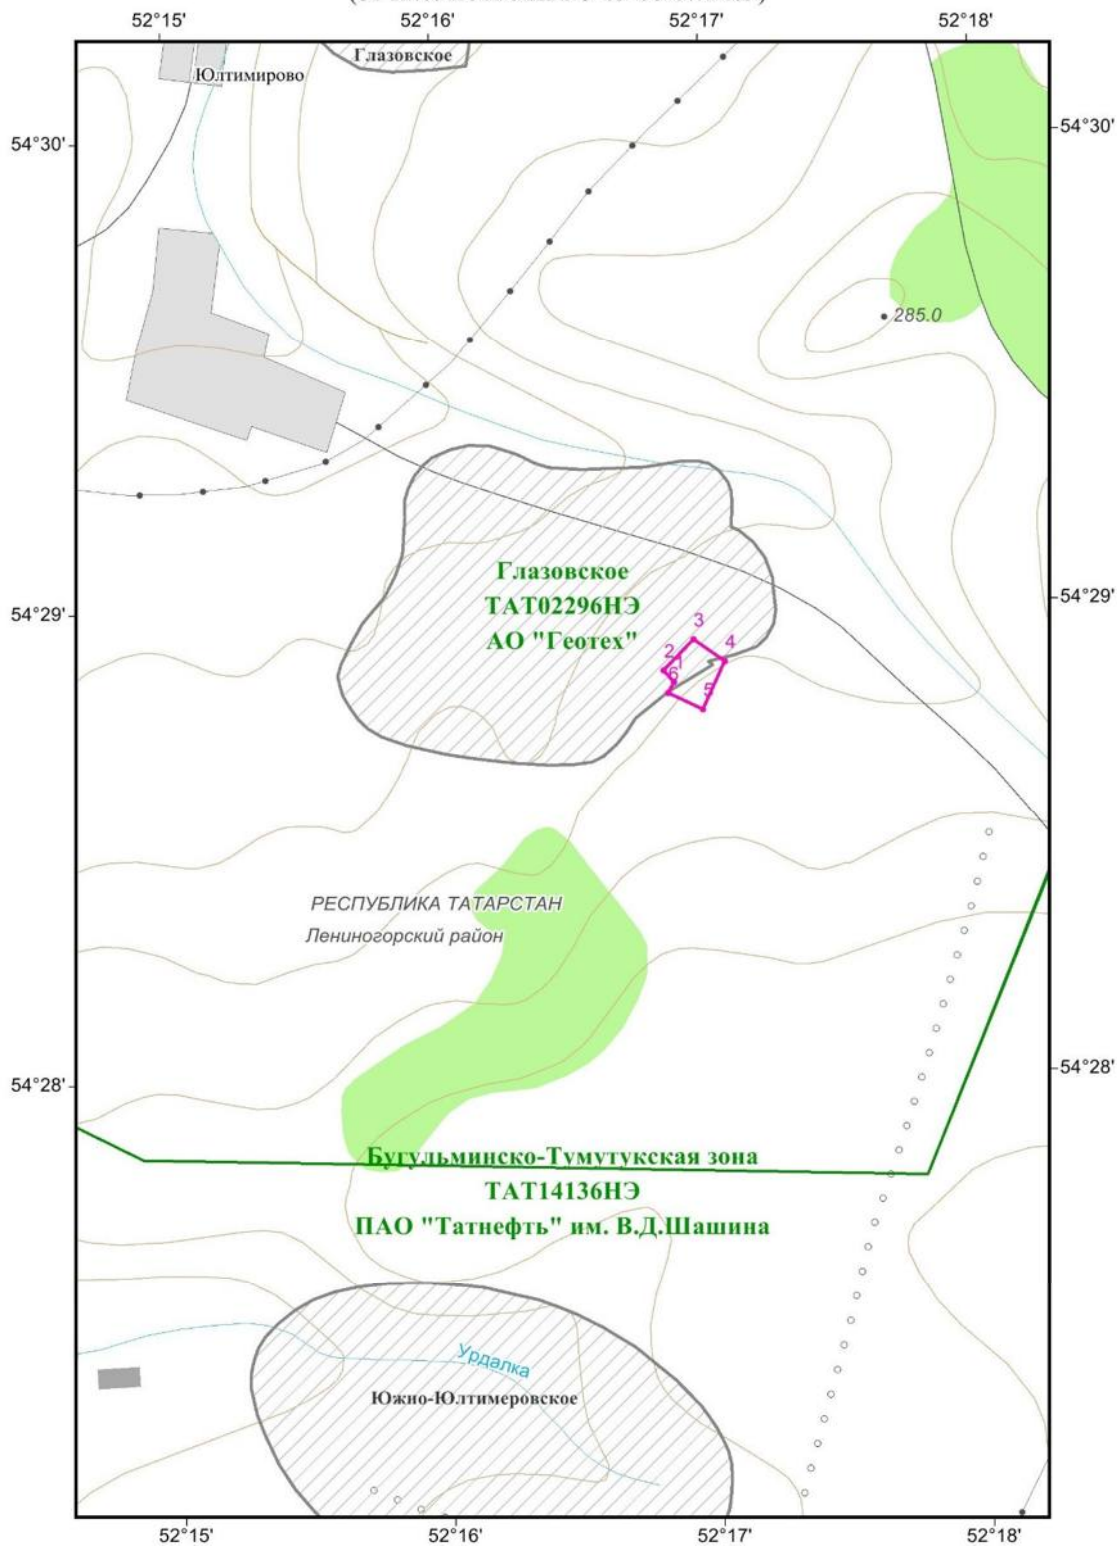 52°15' 52°16' 52°17' 52°18'
Глазовское
Юлтимирово
54°30' 54°30'
285.0
Глазовское
ТАТ02296НЭ
АО "Геотех"
54°29' 54°29'
3
4
2
1
6
5
РЕСПУБЛИКА ТАТАРСТАН
Лениногорский район
54°28' 54°28'
Бугульминско-Тумутукская зона
ТАТ14136НЭ
ПАО "Татнефть" им. В.Д.Шашина
Урдалка
Южно-Юлтимеровское
52°15' 52°16' 52°17' 52°18'